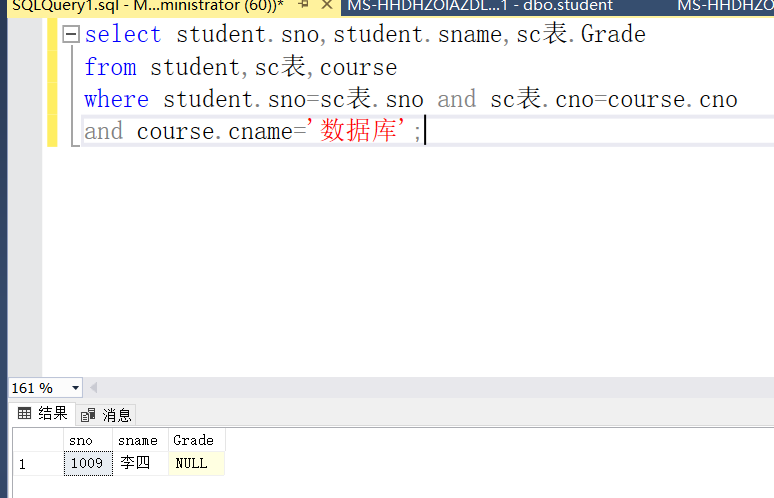 SQLQuery1.sql - M...ministrator (60))* MS-HHDHZOIAZDL...1 - dbo.student MS-HHDHZO
select student.sno,student.sname,sc表.Grade
from student,sc表,course
where student.sno=sc表.sno and sc表.cno=course.cno
and course.cname='数据库';
161 %
结果 消息
sno sname Grade
1 1009 李四 NULL